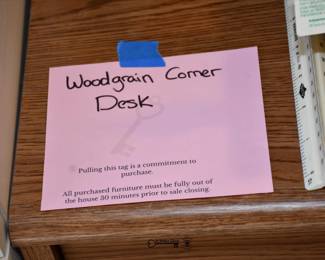 Woodgrain Corner
Desk
Pulling this tag is a commitment to
purchase.
All purchased furniture must be fully out of
the house 30 minutes prior to sale closing.